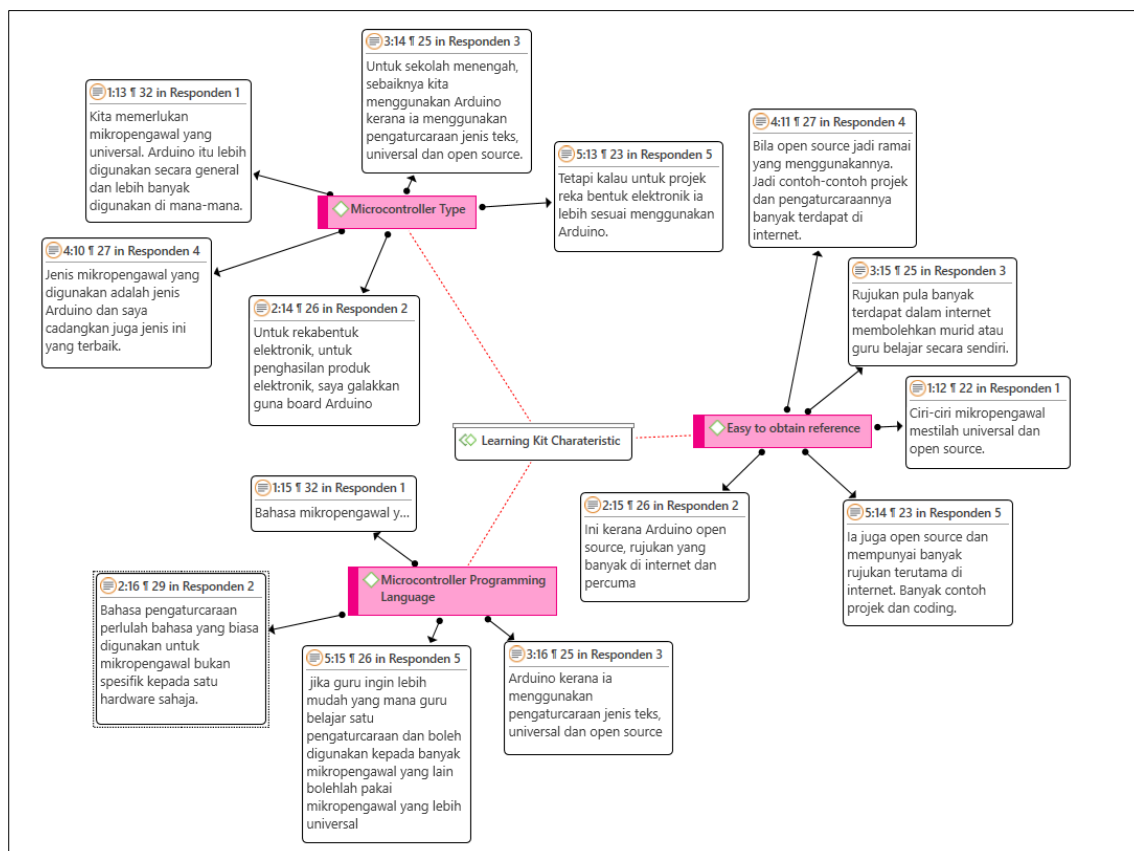 3:14 ¶ 25 in Responden 3
Untuk sekolah menengah,
sebaiknya kita
menggunakan Arduino
kerana ia menggunakan
pengaturcaraan jenis teks,
universal dan open source.
1:13 ¶ 32 in Responden 1
Kita memerlukan
mikropengawal yang
universal. Arduino itu lebih
digunakan secara general
dan lebih banyak
digunakan di mana-mana.
4:11 ¶ 27 in Responden 4
Bila open source jadi ramai
yang menggunakannya.
Jadi contoh-contoh projek
dan pengaturcaraannya
banyak terdapat di
internet.
5:13 ¶ 23 in Responden 5
Tetapi kalau untuk projek
reka bentuk elektronik ia
lebih sesuai menggunakan
Arduino.
Microcontroller Type
4:10 ¶ 27 in Responden 4
Jenis mikropengawal yang
digunakan adalah jenis
Arduino dan saya
cadangkan juga jenis ini
yang terbaik.
2:14 ¶ 26 in Responden 2
Untuk rekabentuk
elektronik, untuk
penghasilan produk
elektronik, saya galakkan
guna board Arduino
3:15 ¶ 25 in Responden 3
Rujukan pula banyak
terdapat dalam internet
membolehkan murid atau
guru belajar secara sendiri.
1:12 ¶ 22 in Responden 1
Ciri-ciri mikropengawal
mestilah universal dan
open source.
Learning Kit Charateristic
Easy to obtain reference
1:15 ¶ 32 in Responden 1
Bahasa mikropengawal y...
2:15 ¶ 26 in Responden 2
Ini kerana Arduino open
source, rujukan yang
banyak di internet dan
percuma
5:14 ¶ 23 in Responden 5
Ia juga open source dan
mempunyai banyak
rujukan terutama di
internet. Banyak contoh
projek dan coding.
Microcontroller Programming
Language
2:16 ¶ 29 in Responden 2
Bahasa pengaturcaraan
perlulah bahasa yang biasa
digunakan untuk
mikropengawal bukan
spesifik kepada satu
hardware sahaja.
5:15 ¶ 26 in Responden 5
jika guru ingin lebih
mudah yang mana guru
belajar satu
pengaturcaraan dan boleh
digunakan kepada banyak
mikropengawal yang lain
bolehlah pakai
mikropengawal yang lebih
universal
3:16 ¶ 25 in Responden 3
Arduino kerana ia
menggunakan
pengaturcaraan jenis teks,
universal dan open source